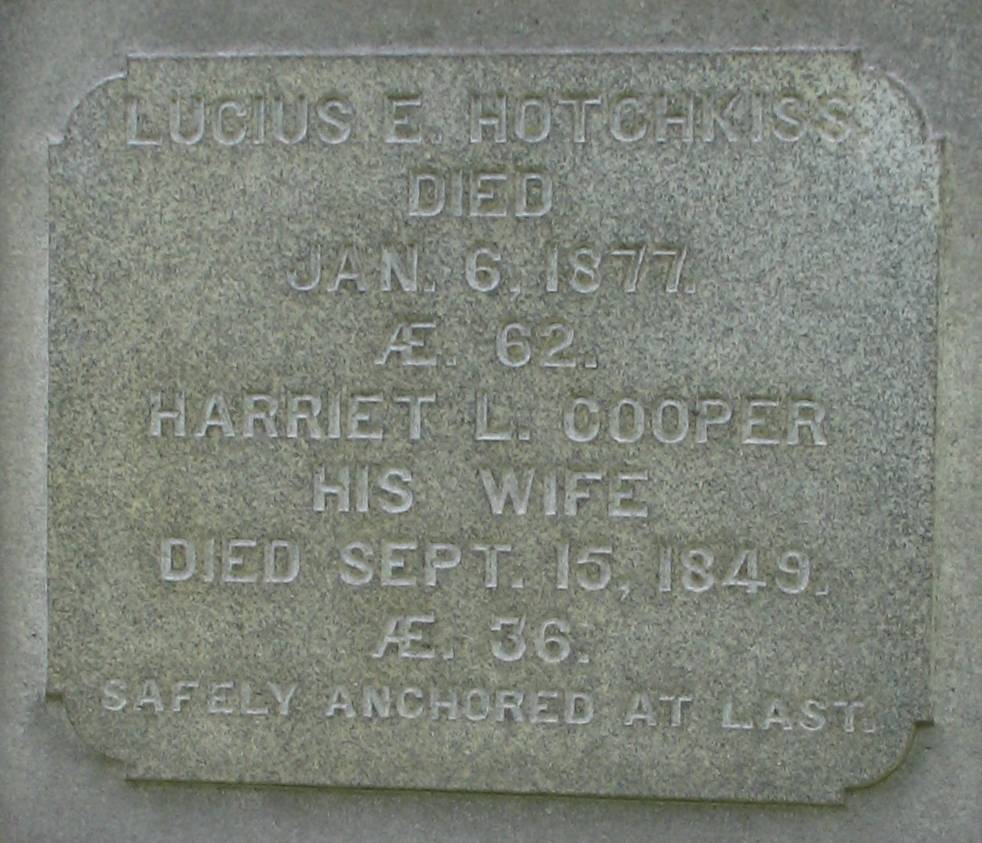 LUCIUS E. HOTCHKISS
DIED
JAN. 6, 1877.
Æ. 62.
HARRIET L. COOPER
HIS WIFE
DIED SEPT. 15, 1849.
Æ. 36.
SAFELY ANCHORED AT LAST.